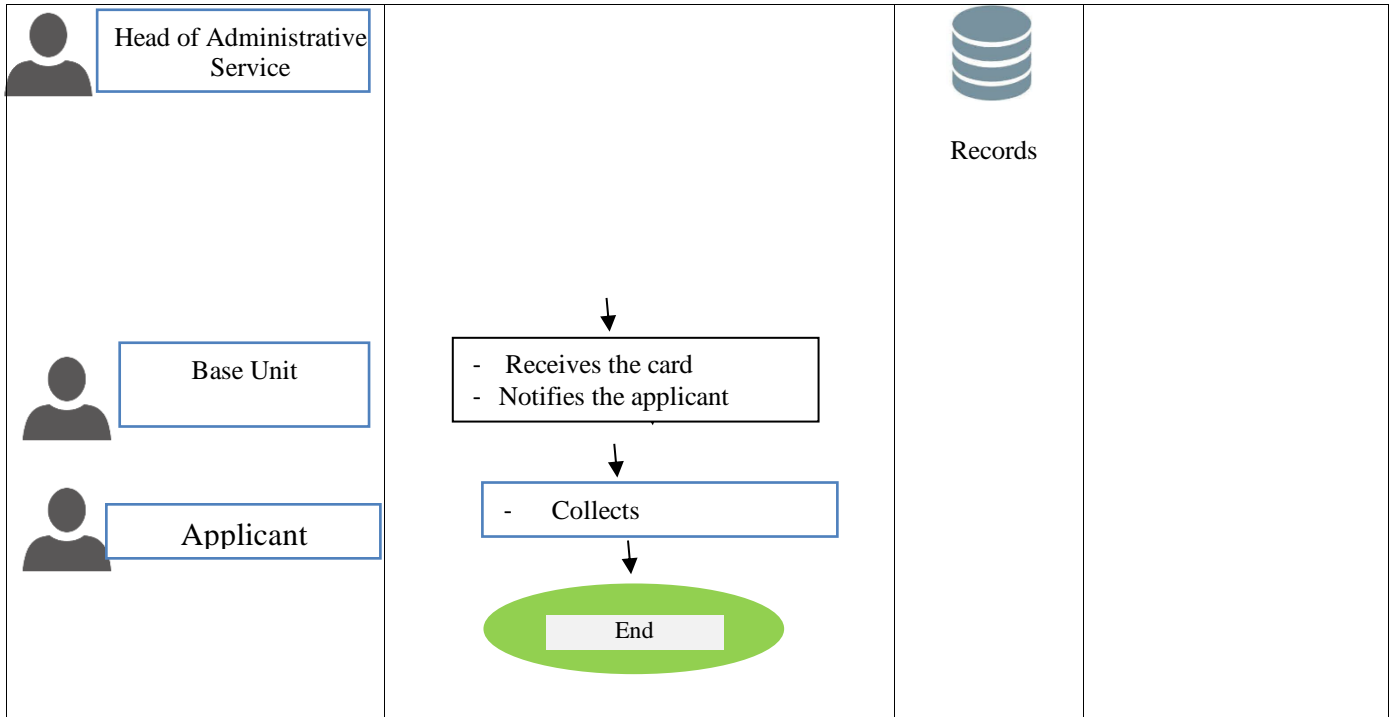 Head of Administrative
Service
Records
Base Unit
- Receives the card
- Notifies the applicant
Applicant
- Collects
End